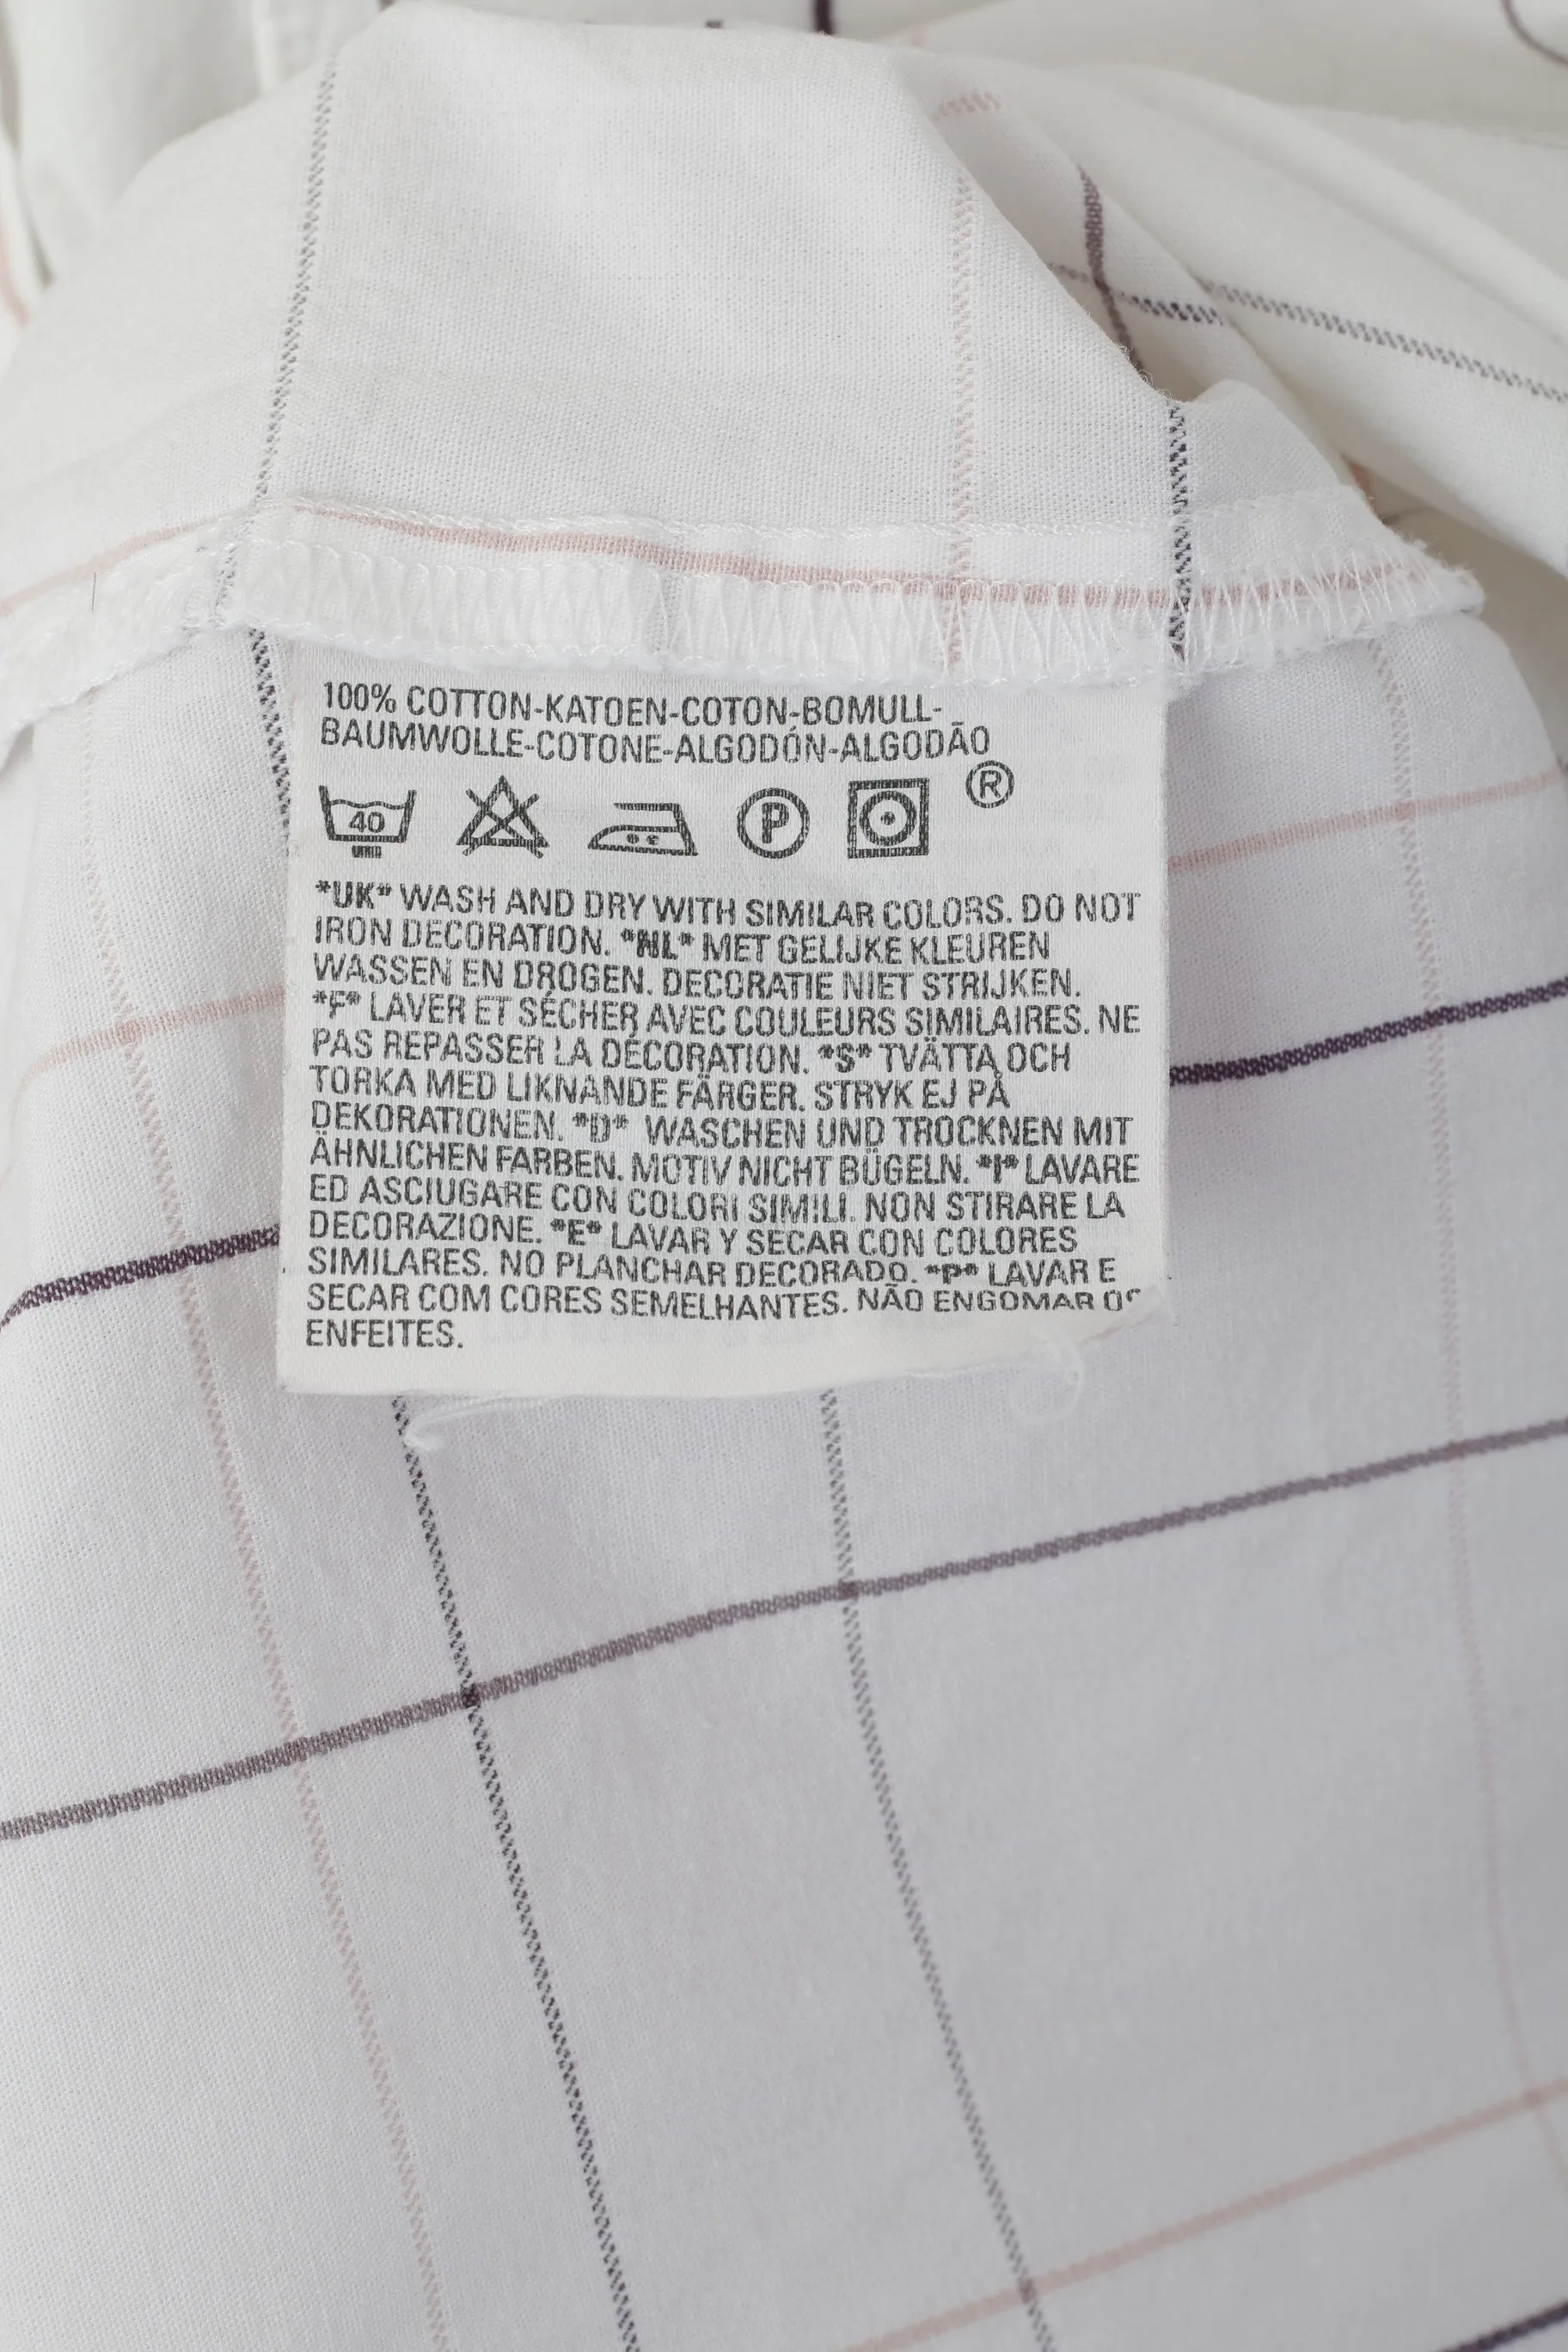 100% COTTON-KATOEN-COTON-BOMULL-
BAUMWOLLE-COTONE-ALGODÓN-ALGODÃO
40 P ®
*UK* WASH AND DRY WITH SIMILAR COLORS. DO NOT
IRON DECORATION. *NL* MET GELIJKE KLEUREN
WASSEN EN DROGEN. DECORATIE NIET STRIJKEN.
*F* LAVER ET SÉCHER AVEC COULEURS SIMILAIRES. NE
PAS REPASSER LA DÉCORATION. *S* TVÄTTA OCH
TORKA MED LIKNANDE FÄRGER. STRYK EJ PÅ
DEKORATIONEN. *D* WASCHEN UND TROCKNEN MIT
ÄHNLICHEN FARBEN. MOTIV NICHT BÜGELN. *I* LAVARE
ED ASCIUGARE CON COLORI SIMILI. NON STIRARE LA
DECORAZIONE. *E* LAVAR Y SECAR CON COLORES
SIMILARES. NO PLANCHAR DECORADO. *P* LAVAR E
SECAR COM CORES SEMELHANTES. NÃO ENGOMAR OS
ENFEITES.